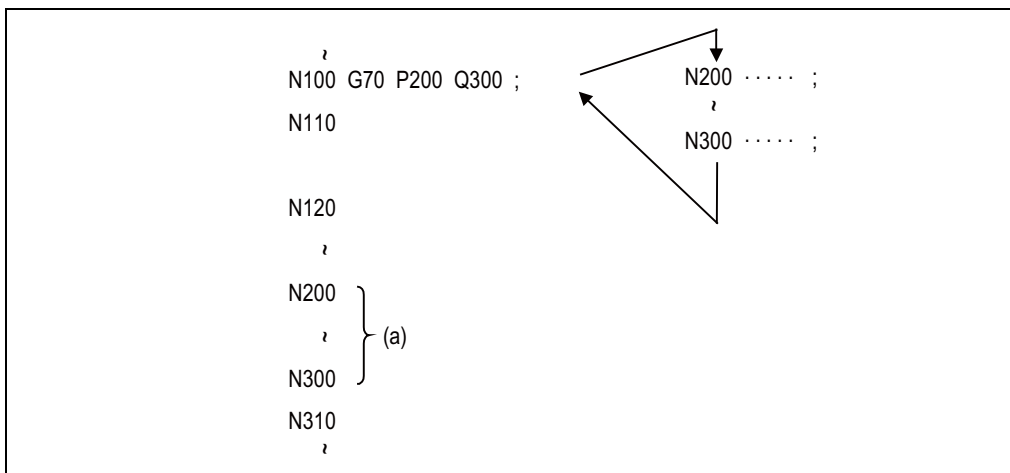 ~
N100 G70 P200 Q300 ;
N110
N120
~
N200
~
(a)
N300
N310
~
N200 ····· ;
~
N300 ····· ;